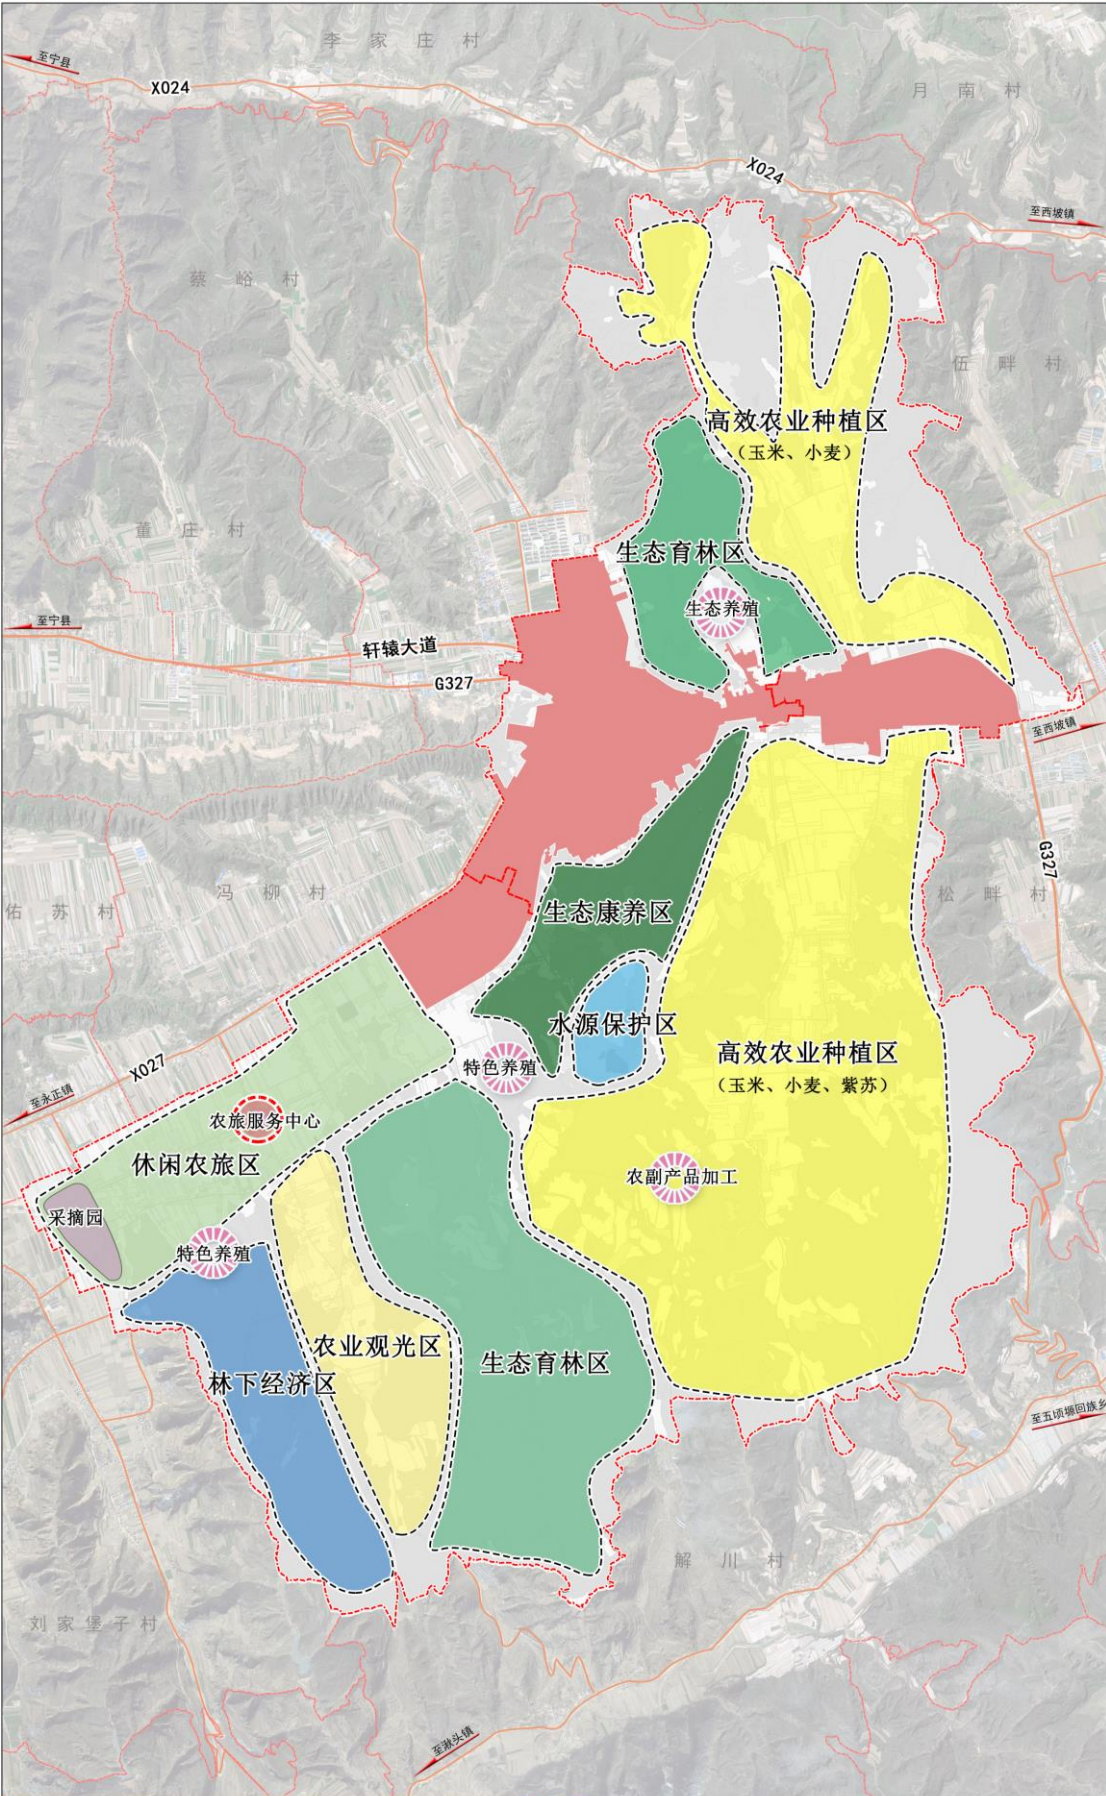 李家庄村
至宁县
X024
月南村
X024
至西坡镇
蔡峪村
伍畔村
高效农业种植区
（玉米、小麦）
董庄村
生态育林区
生态养殖
至宁县
轩辕大道
G327
至西坡镇
G327
佑苏村
冯柳村
生态康养区
松畔村
水源保护区
高效农业种植区
（玉米、小麦、紫苏）
特色养殖
X027
至永正镇
农旅服务中心
休闲农旅区
农副产品加工
采摘园
特色养殖
农业观光区
生态育林区
林下经济区
至五顷塬回族乡
解川村
刘家堡子村
至湫头镇